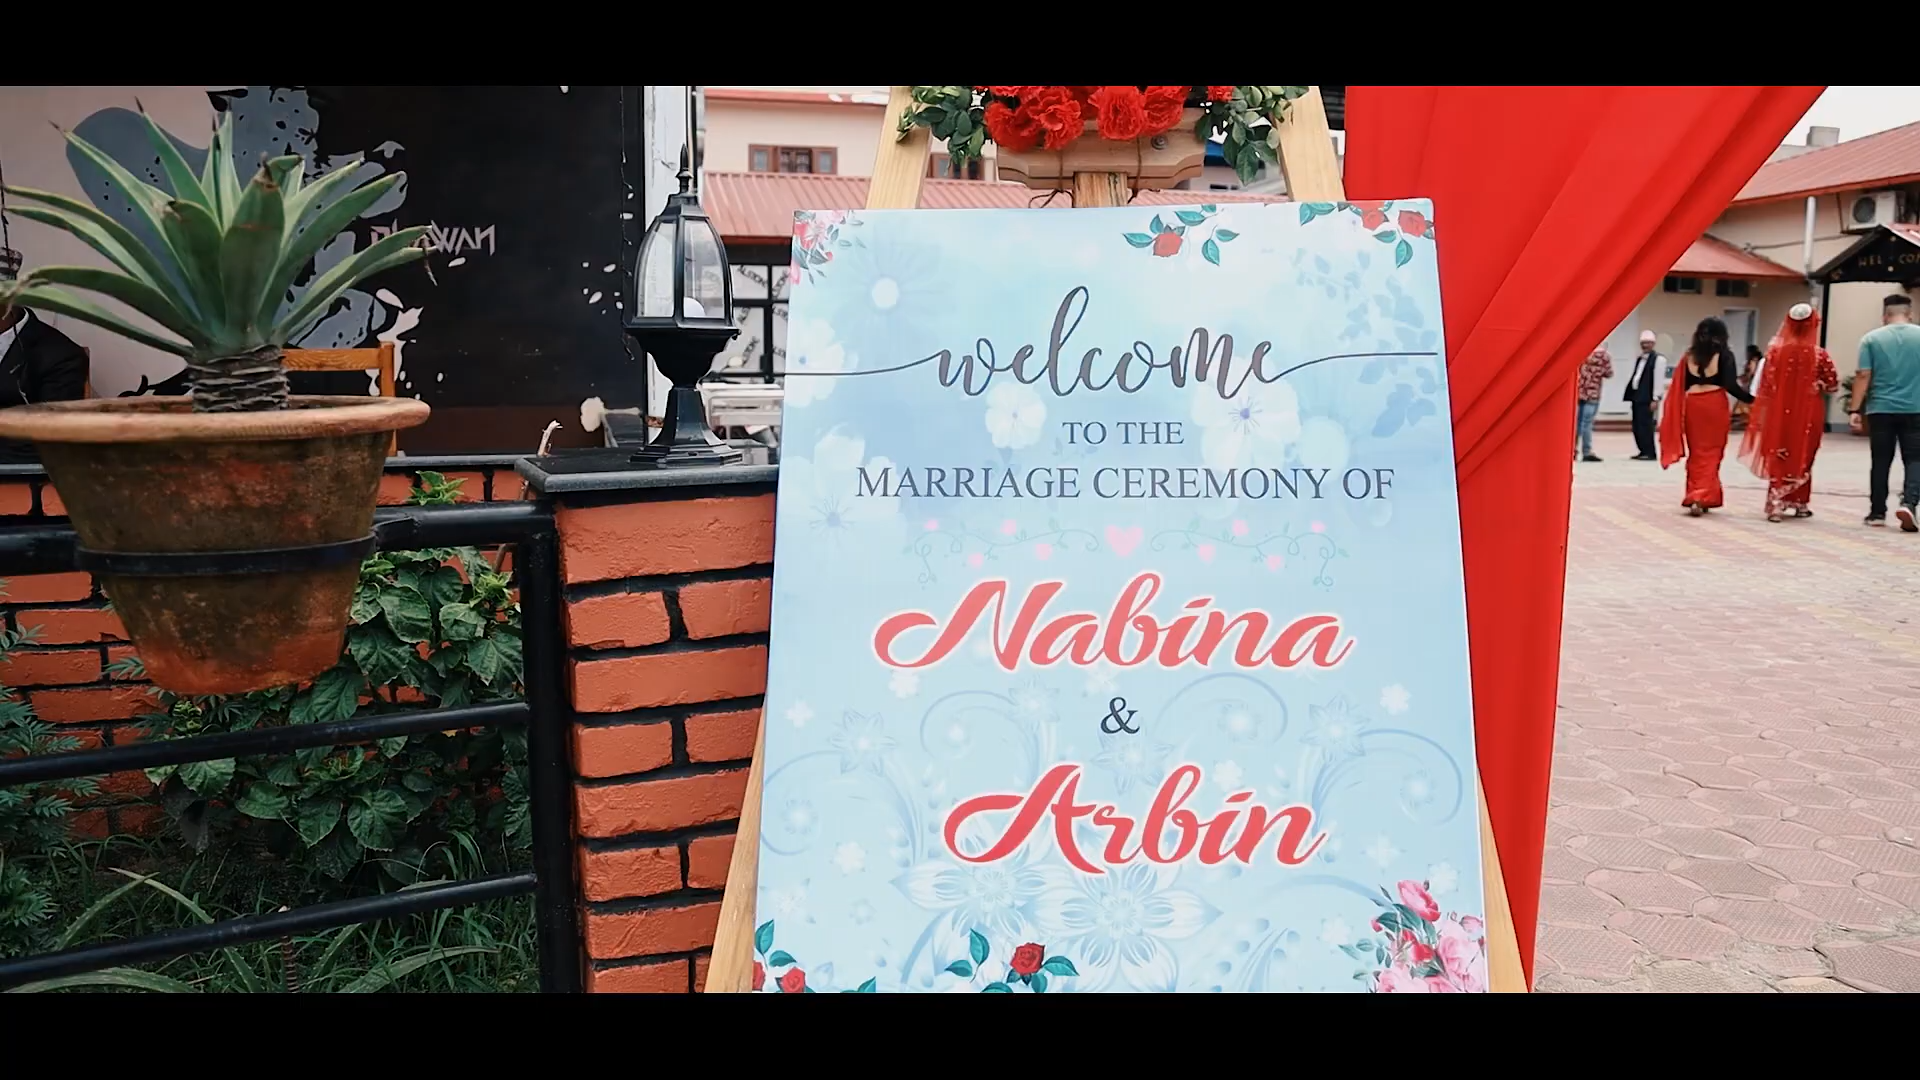 welcome
TO THE
MARRIAGE CEREMONY OF
Nabina
&
Arbin